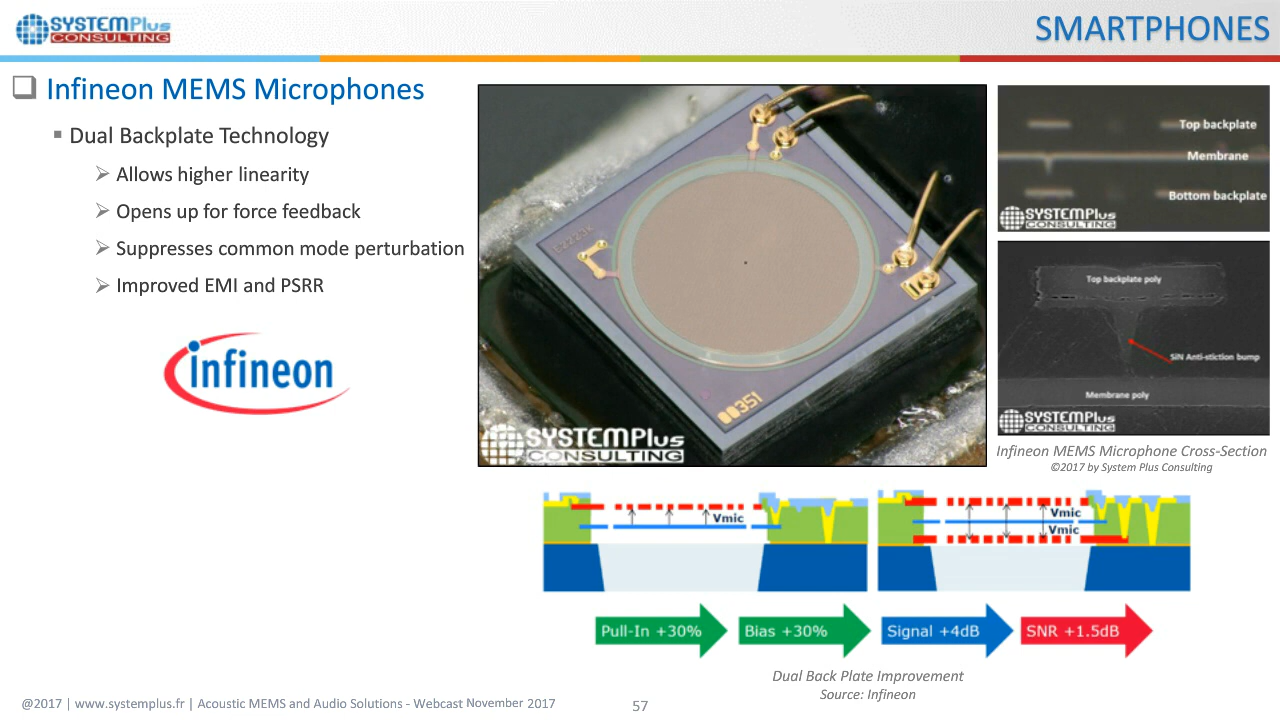 SYSTEMPlus
CONSULTING
SMARTPHONES
Infineon MEMS Microphones
Dual Backplate Technology
Allows higher linearity
Opens up for force feedback
Suppresses common mode perturbation
Improved EMI and PSRR
infineon
00351
SYSTEMPlus
CONSULTING
Top backplate
Membrane
Bottom backplate
SYSTEMPlus
CONSULTING
Top backplate poly
SiN Anti-stiction bump
Membrane poly
SYSTEMPlus
CONSULTING
Infineon MEMS Microphone Cross-Section
©2017 by System Plus Consulting
Vmic
Vmic
Vmic
Pull-In +30%
Bias +30%
Signal +4dB
SNR +1.5dB
Dual Back Plate Improvement
Source: Infineon
@2017 | www.systemplus.fr | Acoustic MEMS and Audio Solutions - Webcast November 2017
57